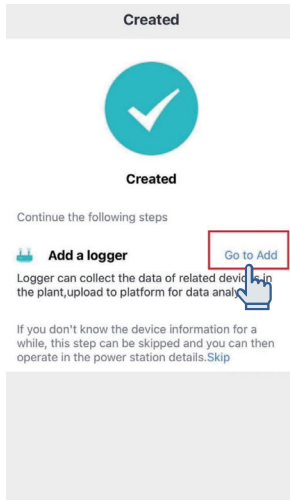 Created
Created
Continue the following steps
Add a logger Go to Add
Logger can collect the data of related devices in
the plant,upload to platform for data
If you don't know the device information for a
while, this step can be skipped and you can then
operate in the power station details.Skip